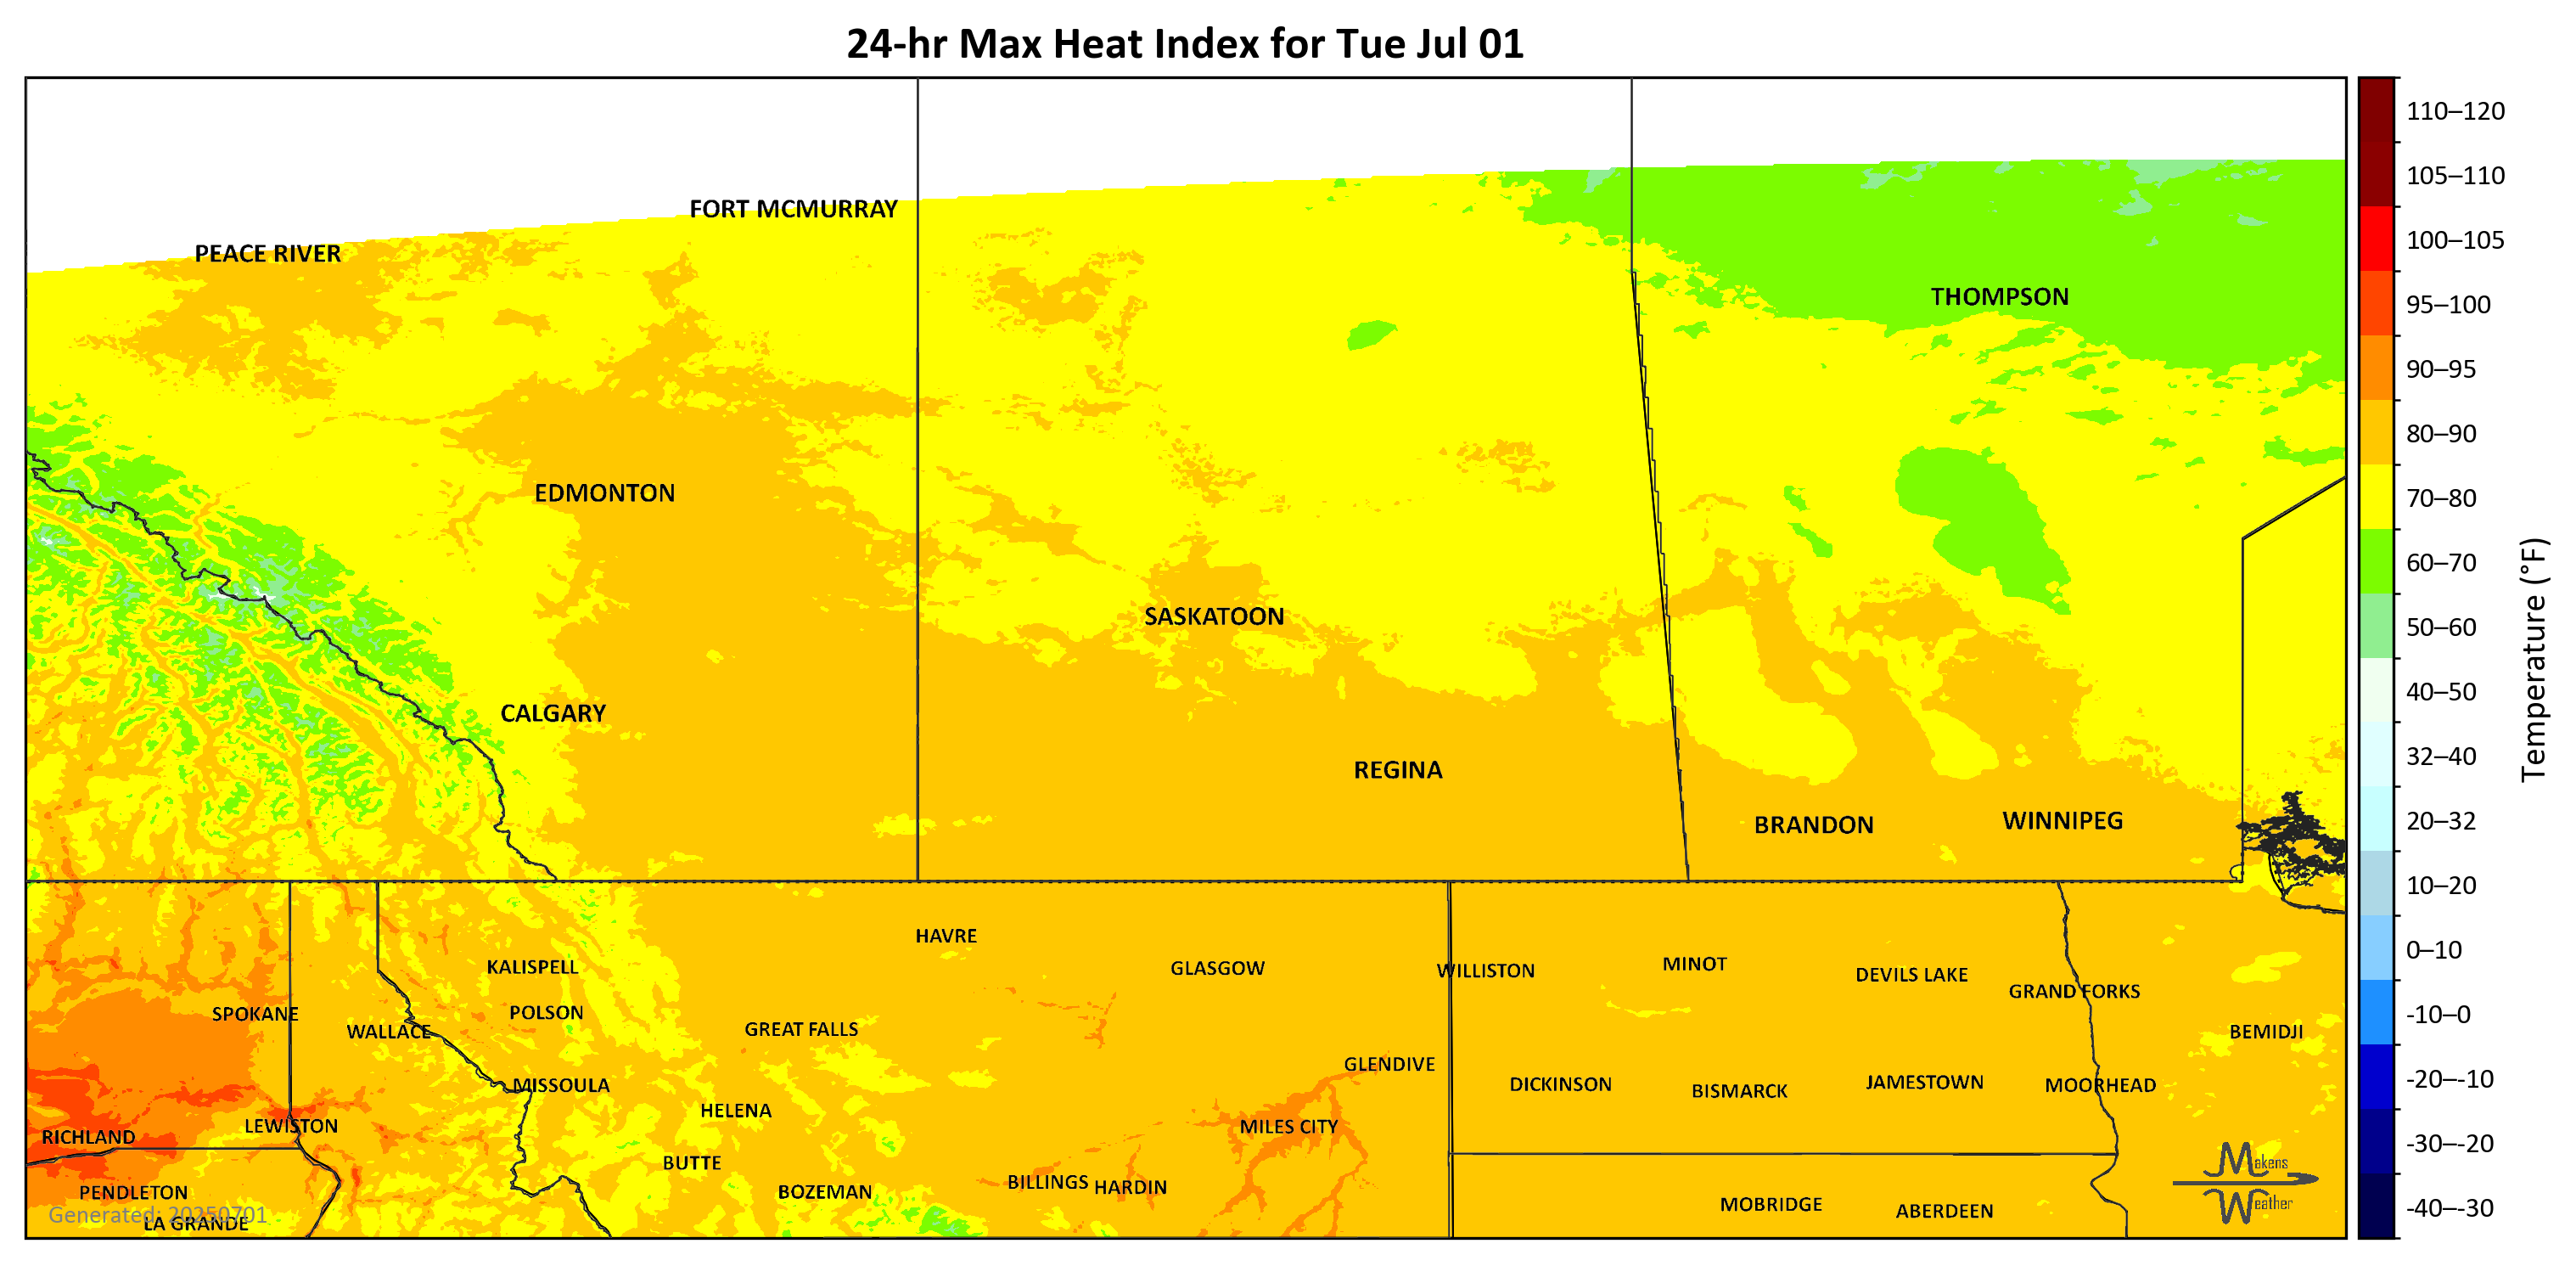 24-hr Max Heat Index for Tue Jul 01
FORT MCMURRAY
PEACE RIVER
THOMPSON
EDMONTON
SASKATOON
CALGARY
REGINA
BRANDON
WINNIPEG
HAVRE
KALISPELL
GLASGOW
WILLISTON
MINOT
DEVILS LAKE
GRAND FORKS
SPOKANE
POLSON
WALLACE
GREAT FALLS
BEMIDJI
GLENDIVE
MISSOULA
DICKINSON
BISMARCK
JAMESTOWN
MOORHEAD
HELENA
LEWISTON
MILES CITY
RICHLAND
BUTTE
BILLINGS
HARDIN
PENDLETON
BOZEMAN
MOBRIDGE
ABERDEEN
LA GRANDE
Generated: 20250701
Makens
Weather
110–120
105–110
100–105
95–100
90–95
80–90
70–80
60–70
50–60
40–50
32–40
20–32
10–20
0–10
-10–0
-20–-10
-30–-20
-40–-30
Temperature (°F)